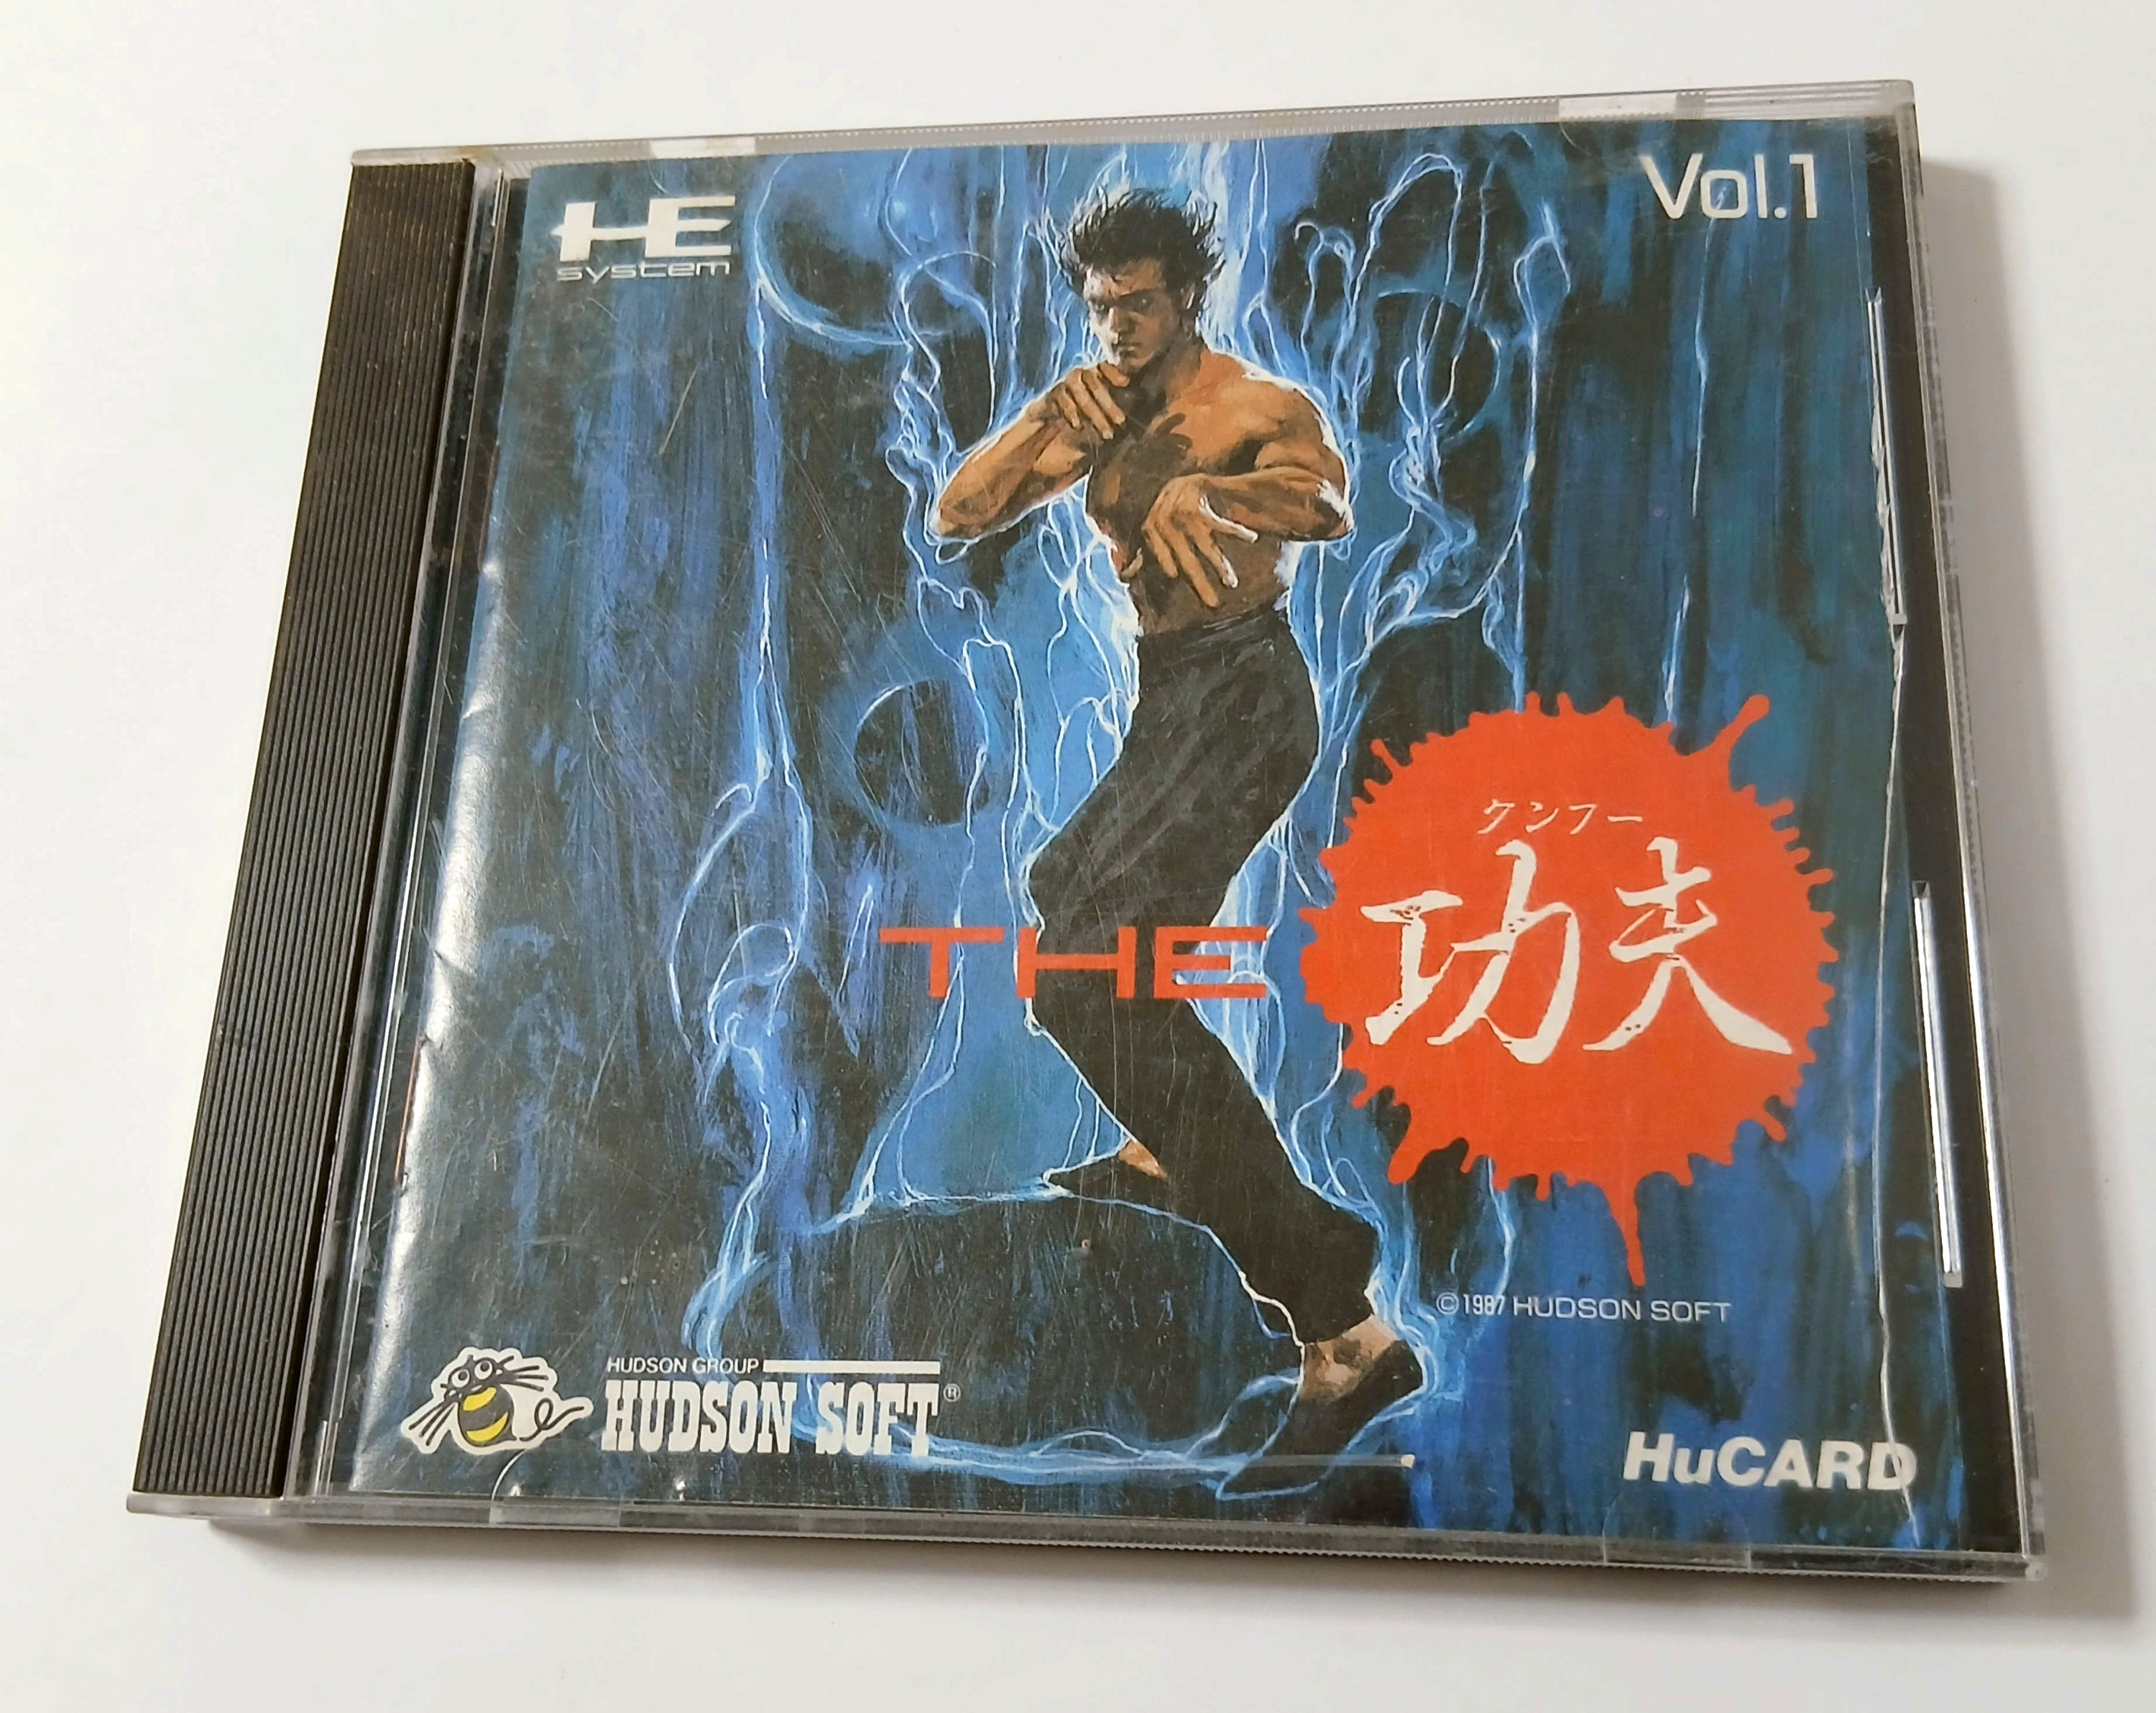 HE
system
Vol.1
クンフー
THE 功夫
©1987 HUDSON SOFT
HUDSON GROUP
HUDSON SOFT®
HuCARD